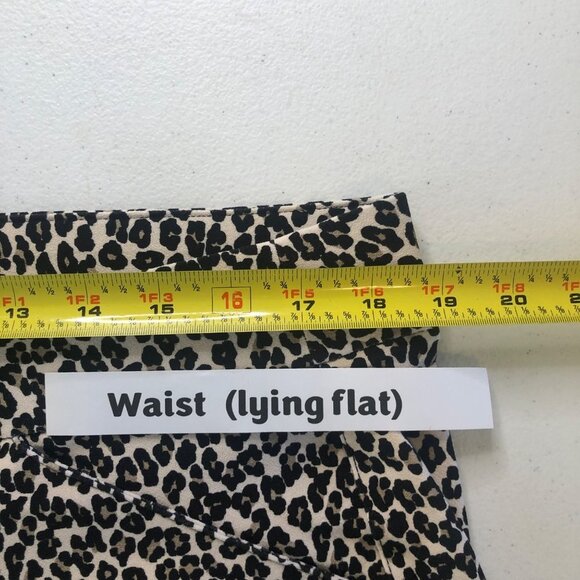 1F1 1F2 1F3 16 1F5 1F6 1F7 1F8
13 14 15 17 18 19 20
Waist (lying flat)